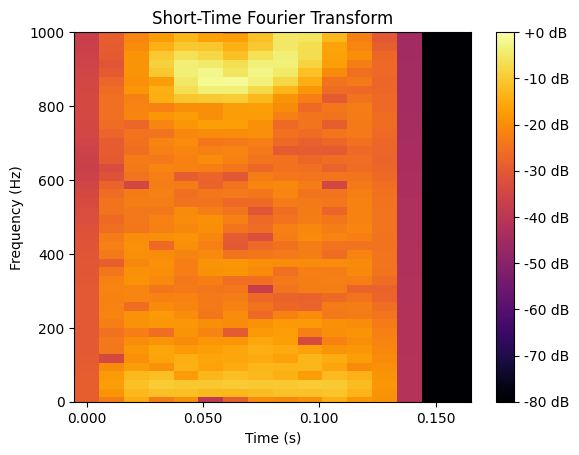 Short-Time Fourier Transform
1000
800
600
400
200
0
Frequency (Hz)
0.000
0.050
0.100
0.150
Time (s)
+0 dB
-10 dB
-20 dB
-30 dB
-40 dB
-50 dB
-60 dB
-70 dB
-80 dB